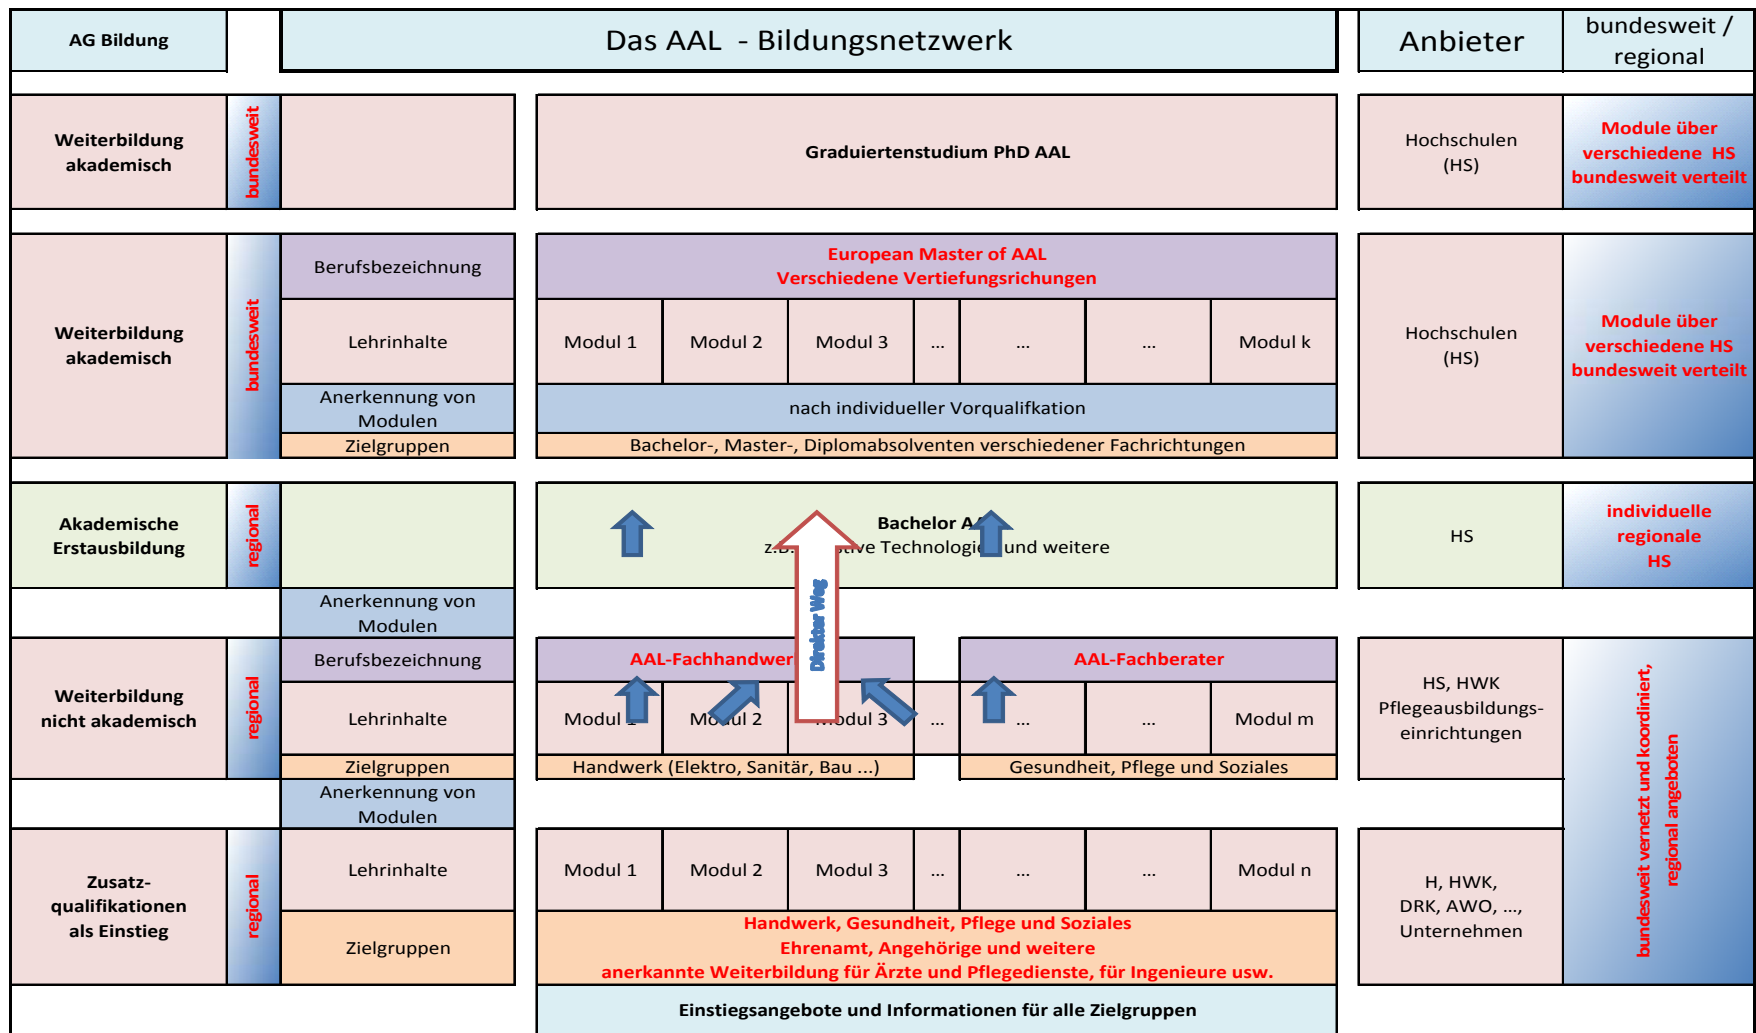 AG Bildung
Das AAL - Bildungsnetzwerk
Anbieter
bundesweit /
regional
Weiterbildung
akademisch
bundesweit
Graduiertenstudium PhD AAL
Hochschulen
(HS)
Module über
verschiedene HS
bundesweit verteilt
Weiterbildung
akademisch
bundesweit
Berufsbezeichnung
European Master of AAL
Verschiedene Vertiefungsrichungen
Lehrinhalte
Modul 1
Modul 2
Modul 3
...
...
...
Modul k
Anerkennung von
Modulen
nach individueller Vorqualifkation
Zielgruppen
Bachelor-, Master-, Diplomabsolventen verschiedener Fachrichtungen
Hochschulen
(HS)
Module über
verschiedene HS
bundesweit verteilt
Akademische
Erstausbildung
regional
Bachelor
und weitere
HS
individuelle
regionale
HS
Anerkennung von
Modulen
Direkter Weg
Weiterbildung
nicht akademisch
regional
Berufsbezeichnung
AAL-Fachberater
Lehrinhalte
Modul 1
Modul 2
Modul 3
...
...
...
Modul m
Zielgruppen
Handwerk (Elektro, Sanitär, Bau ...)
Gesundheit, Pflege und Soziales
HS, HWK
Pflegeausbildungs-
einrichtungen
bundesweit vernetzt und koordiniert,
regional angeboten
Anerkennung von
Modulen
Zusatz-
qualifikationen
als Einstieg
regional
Lehrinhalte
Modul 1
Modul 2
Modul 3
...
...
...
Modul n
Zielgruppen
Handwerk, Gesundheit, Pflege und Soziales
Ehrenamt, Angehörige und weitere
anerkannte Weiterbildung für Ärzte und Pflegedienste, für Ingenieure usw.
H, HWK,
DRK, AWO, ...,
Unternehmen
Einstiegsangebote und Informationen für alle Zielgruppen